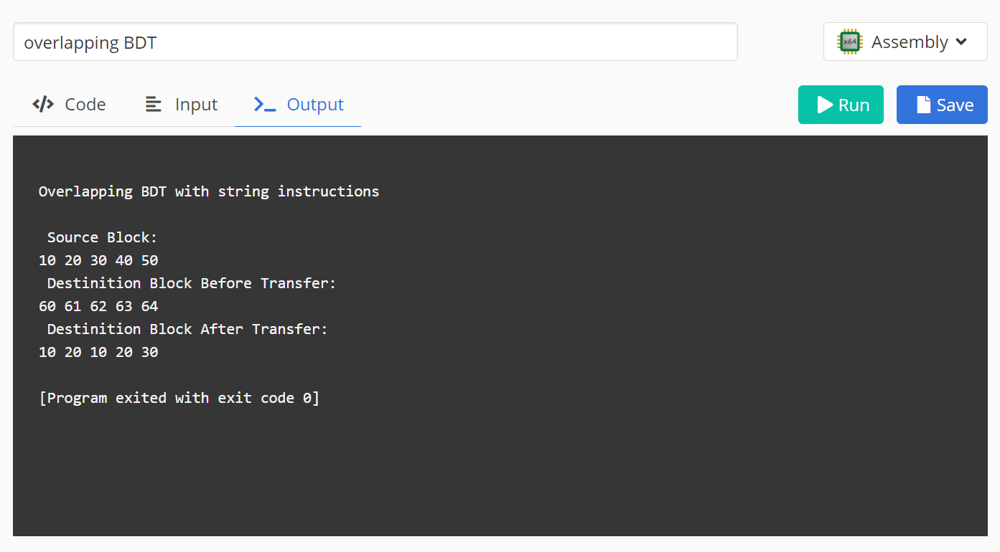 overlapping BDT
x64 Assembly
Code Input Output
Run Save
Overlapping BDT with string instructions
Source Block:
10 20 30 40 50
Destinition Block Before Transfer:
60 61 62 63 64
Destinition Block After Transfer:
10 20 10 20 30
[Program exited with exit code 0]